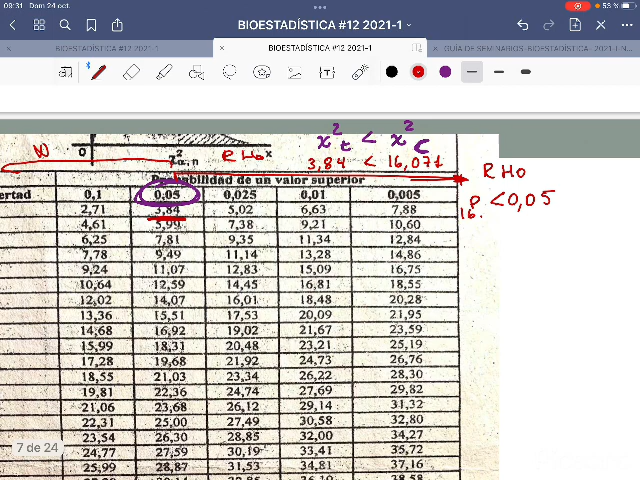 09:31 Dom 24 oct. 53 %
BIOESTADÍSTICA #12 2021-1
BIOESTADÍSTICA #12 2021-1
BIOESTADÍSTICA #12 2021-1
GUÍA DE SEMINARIOS-BIOESTADÍSTICA- 2021-I N...
x²t < x²c
0 α, n R Ho x
3,84 < 16,07t
R HO
P < 0,05
16.
Probabilidad de un valor superior
ertad 0,1 0,05 0,025 0,01 0,005
2,71 3,84 5,02 6,63 7,88
4,61 5,99 7,38 9,21 10,60
6,25 7,81 9,35 11,34 12,84
7,78 9,49 11,14 13,28 14,86
9,24 11,07 12,83 15,09 16,75
10,64 12,59 14,45 16,81 18,55
12,02 14,07 16,01 18,48 20,28
13,36 15,51 17,53 20,09 21,95
14,68 16,92 19,02 21,67 23,59
15,99 18,31 20,48 23,21 25,19
17,28 19,68 21,92 24,73 26,76
18,55 21,03 23,34 26,22 28,30
19,81 22,36 24,74 27,69 29,82
21,06 23,68 26,12 29,14 31,32
22,31 25,00 27,49 30,58 32,80
23,54 26,30 28,85 32,00 34,27
24,77 27,59 30,19 33,41 35,72
25,99 28,87 31,53 34,81 37,16
7 de 24
38,58